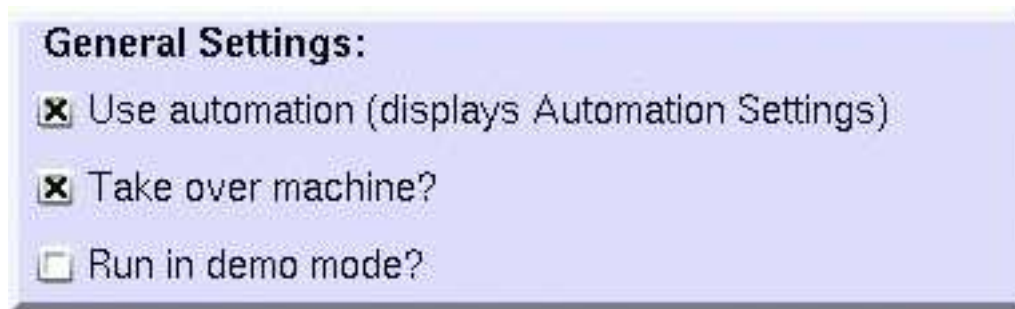 General Settings:
Use automation (displays Automation Settings)
Take over machine?
Run in demo mode?